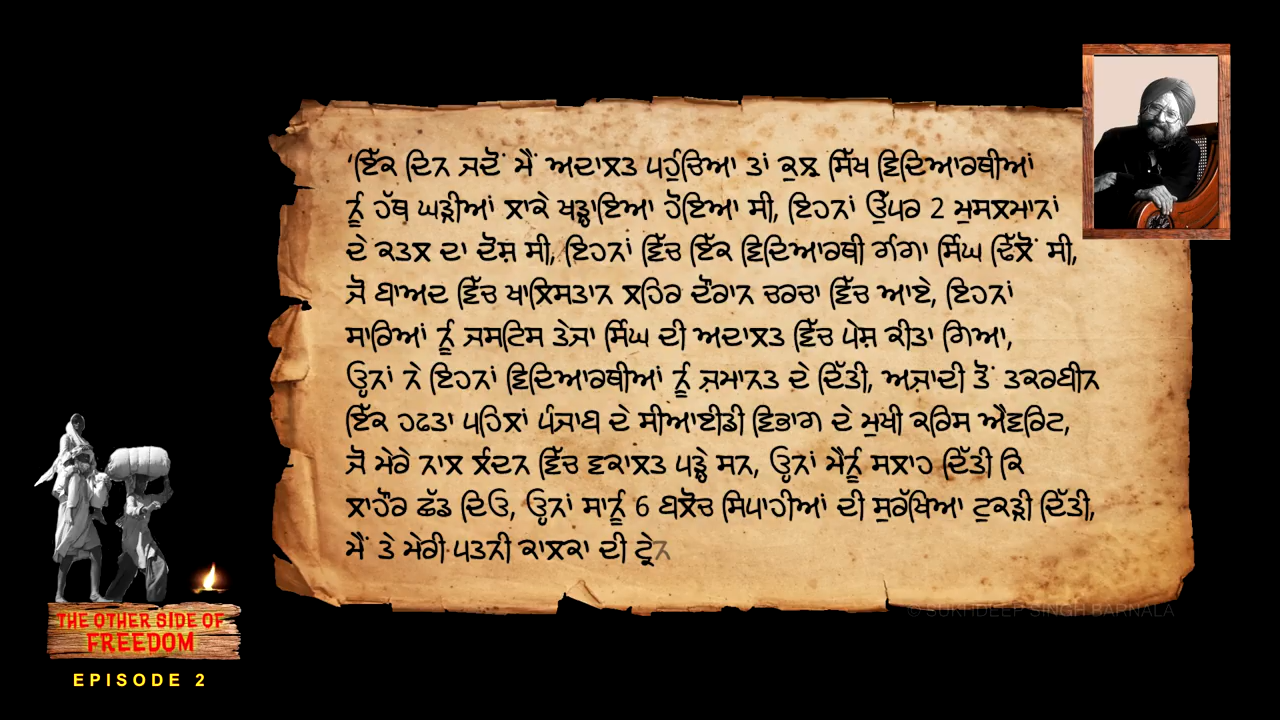 ‘ਇੱਕ ਦਿਨ ਜਦੋਂ ਮੈਂ ਅਦਾਲਤ ਪਹੁੰਚਿਆ ਤਾਂ ਕੁਲ ਸਿੱਖ ਵਿਦਿਆਰਥੀਆਂ
ਨੂੰ ਹੱਥ ਘੜੀਆਂ ਲਾਕੇ ਖੜ੍ਹਾਇਆ ਹੋਇਆ ਸੀ, ਇਹਨਾਂ ਉੱਪਰ 2 ਮੁਸਲਮਾਨਾਂ
ਦੇ ਕਤਲ ਦਾ ਦੋਸ਼ ਸੀ, ਇਹਨਾਂ ਵਿੱਚ ਇੱਕ ਵਿਦਿਆਰਥੀ ਗੰਗਾ ਸਿੰਘ ਢਿੱਲੋਂ ਸੀ,
ਜੋ ਬਾਅਦ ਵਿੱਚ ਖਾਲਿਸਤਾਨ ਲਹਿਰ ਦੌਰਾਨ ਚਰਚਾ ਵਿੱਚ ਆਏ, ਇਹਨਾਂ
ਸਾਰਿਆਂ ਨੂੰ ਜਸਟਿਸ ਤੇਜਾ ਸਿੰਘ ਦੀ ਅਦਾਲਤ ਵਿੱਚ ਪੇਸ਼ ਕੀਤਾ ਗਿਆ,
ਉਨਾਂ ਨੇ ਇਹਨਾਂ ਵਿਦਿਆਰਥੀਆਂ ਨੂੰ ਜ਼ਮਾਨਤ ਦੇ ਦਿੱਤੀ, ਅਜ਼ਾਦੀ ਤੋਂ ਤਕਰਬੀਨ
ਇੱਕ ਹਫਤਾ ਪਹਿਲਾਂ ਪੰਜਾਬ ਦੇ ਸੀਆਈਡੀ ਵਿਭਾਗ ਦੇ ਮੁਖੀ ਕਰਿਸ ਐਵਰਿਟ,
ਜੋ ਮੇਰੇ ਨਾਲ ਲੰਦਨ ਵਿੱਚ ਵਕਾਲਤ ਪੜ੍ਹੇ ਸਨ, ਉਨਾਂ ਮੈਨੂੰ ਸਲਾਹ ਦਿੱਤੀ ਕਿ
ਲਾਹੌਰ ਛੱਡ ਦਿਓ, ਉਨਾਂ ਸਾਨੂੰ 6 ਬਲੋਚ ਸਿਪਾਹੀਆਂ ਦੀ ਸੁਰੱਖਿਆ ਟੁਕੜੀ ਦਿੱਤੀ,
ਮੈਂ ਤੇ ਮੇਰੀ ਪਤਨੀ ਕਾਲਕਾ ਦੀ ਟ੍ਰੇਨ
© SUKHDEEP SINGH BARNALA
THE OTHER SIDE OF
FREEDOM
EPISODE 2